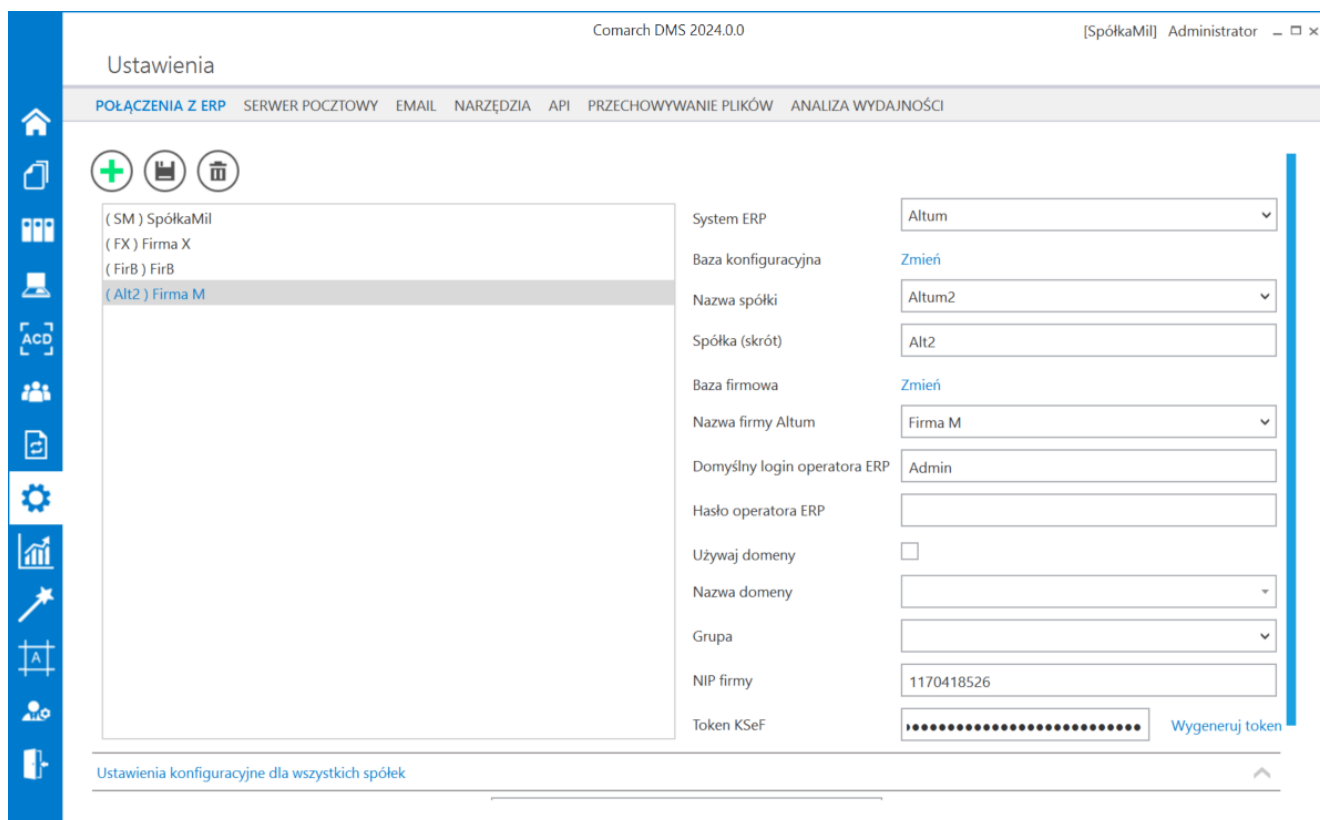 Comarch DMS 2024.0.0
[SpółkaMil] Administrator
Ustawienia
POŁĄCZENIA Z ERP SERWER POCZTOWY EMAIL NARZĘDZIA API PRZECHOWYWANIE PLIKÓW ANALIZA WYDAJNOŚCI
( SM ) SpółkaMil
( FX ) Firma X
( FirB ) FirB
( Alt2 ) Firma M
System ERP Altum
Baza konfiguracyjna Zmień
Nazwa spółki Altum2
Spółka (skrót) Alt2
Baza firmowa Zmień
Nazwa firmy Altum Firma M
Domyślny login operatora ERP Admin
Hasło operatora ERP
Używaj domeny
Nazwa domeny
Grupa
NIP firmy 1170418526
Token KSeF Wygeneruj token
Ustawienia konfiguracyjne dla wszystkich spółek
ACD
A